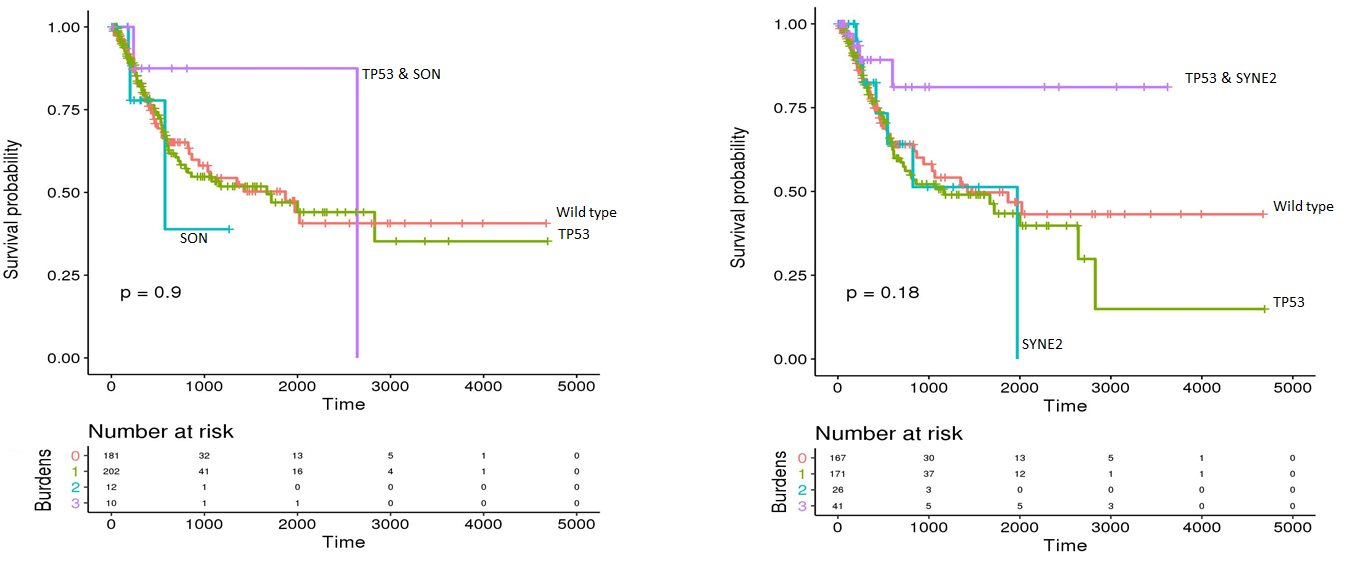 1.00
TP53 & SON
0.75
Survival probability
0.50
Wild type
TP53
SON
0.25
p = 0.9
0.00
0 1000 2000 3000 4000 5000
Time
Number at risk
Burdens
0 181 32 13 5 1 0
1 202 41 16 4 1 0
2 12 1 0 0 0 0
3 10 1 1 0 0 0
0 1000 2000 3000 4000 5000
Time
1.00
TP53 & SYNE2
0.75
Survival probability
0.50
Wild type
0.25
p = 0.18
TP53
SYNE2
0.00
0 1000 2000 3000 4000 5000
Time
Number at risk
Burdens
0 167 30 13 5 1 0
1 171 37 12 1 1 0
2 26 3 0 0 0 0
3 41 5 5 3 0 0
0 1000 2000 3000 4000 5000
Time